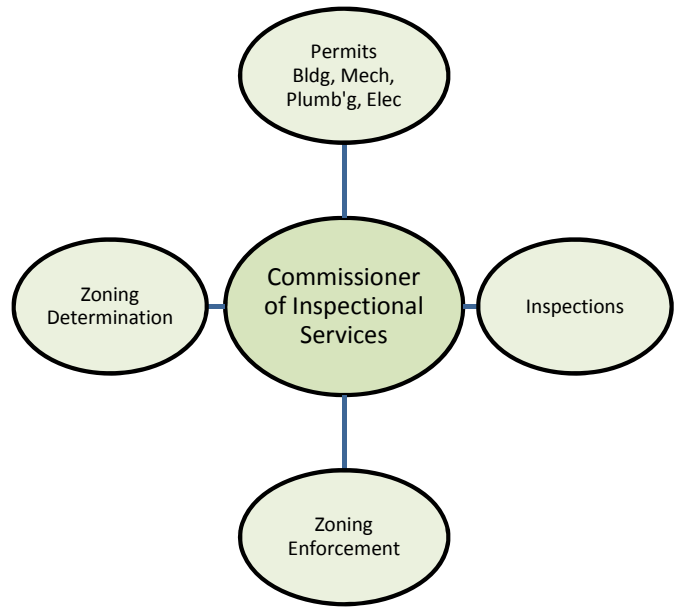 Permits
Bldg, Mech,
Plumb'g, Elec
Commissioner
of Inspectional
Services
Zoning
Determination
Inspections
Zoning
Enforcement